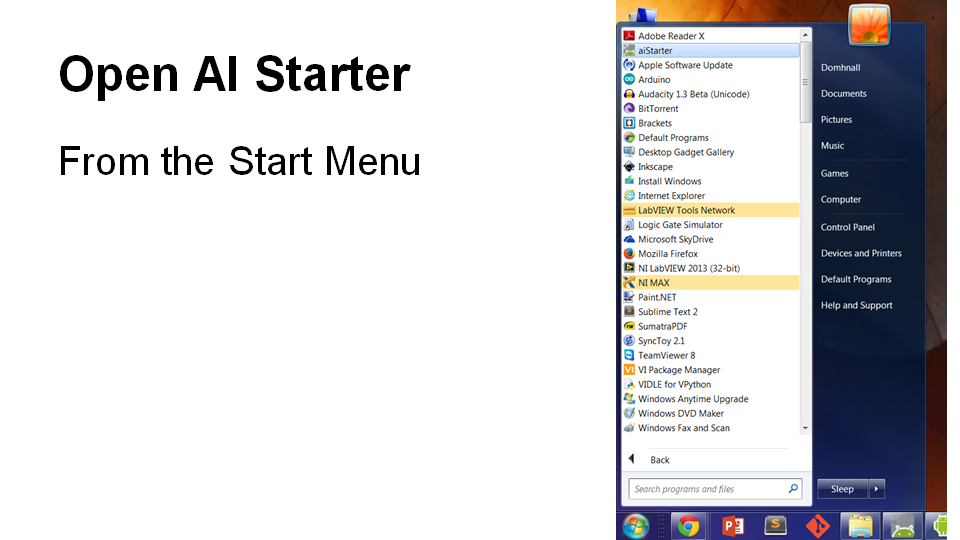 Open AI Starter
From the Start Menu
Adobe Reader X
aiStarter
Apple Software Update
Arduino
Audacity 1.3 Beta (Unicode)
BitTorrent
Brackets
Default Programs
Desktop Gadget Gallery
Inkscape
Install Windows
Internet Explorer
LabVIEW Tools Network
Logic Gate Simulator
Microsoft SkyDrive
Mozilla Firefox
NI LabVIEW 2013 (32-bit)
NI MAX
Paint.NET
Sublime Text 2
SumatraPDF
SyncToy 2.1
TeamViewer 8
VI Package Manager
VIDLE for VPython
Windows Anytime Upgrade
Windows DVD Maker
Windows Fax and Scan
Back
Search programs and files
Domhnall
Documents
Pictures
Music
Games
Computer
Control Panel
Devices and Printers
Default Programs
Help and Support
Sleep